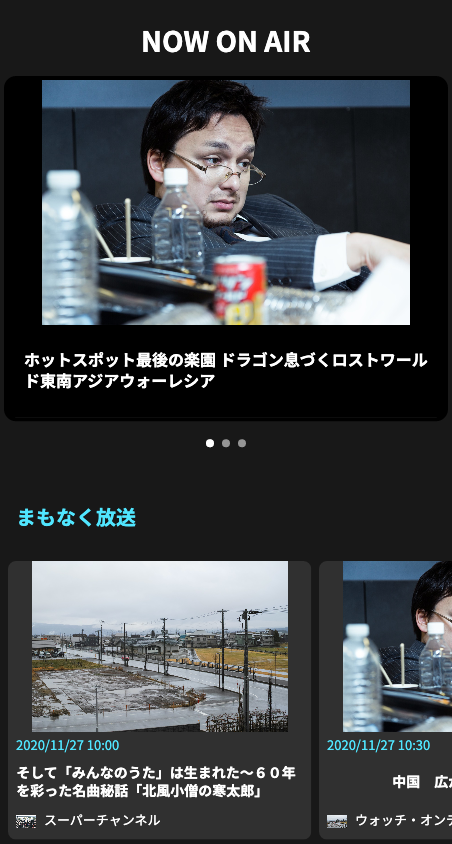 NOW ON AIR
ホットスポット最後の楽園 ドラゴン息づくロストワール
ド東南アジアウォーレシア
まもなく放送
2020/11/27 10:00
そして「みんなのうた」は生まれた〜６０年
を彩った名曲秘話「北風小僧の寒太郎」
スーパーチャンネル
2020/11/27 10:30
中国　広
ウォッチ・オン